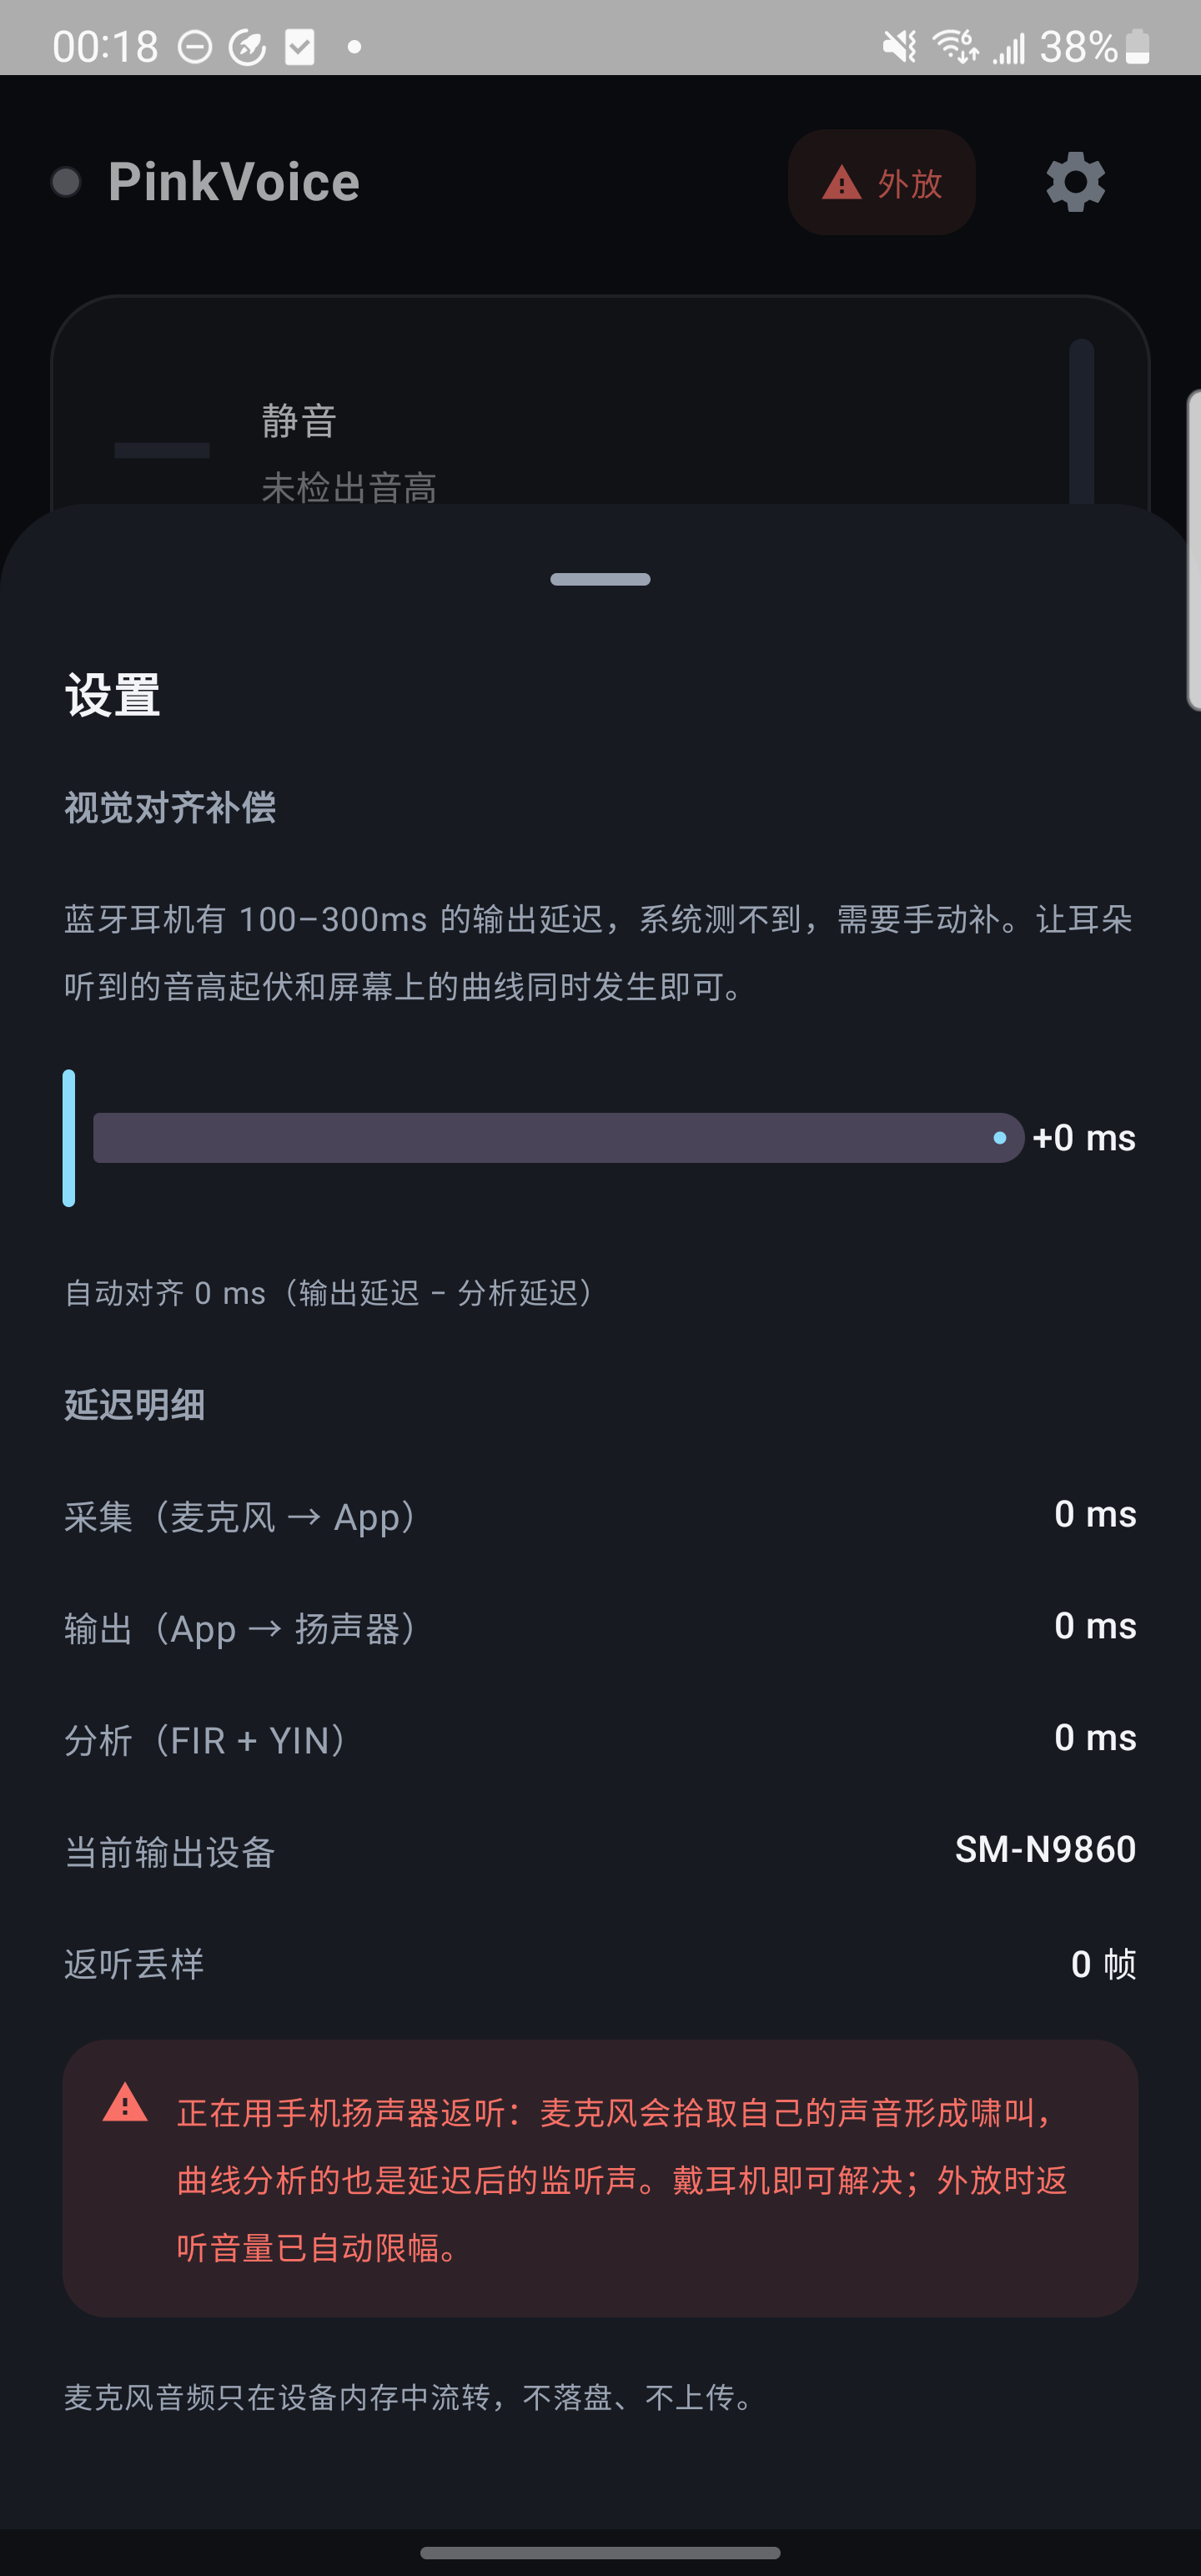 00:18
6
38%
PinkVoice
外放
静音
未检出音高
设置
视觉对齐补偿
蓝牙耳机有 100–300ms 的输出延迟，系统测不到，需要手动补。让耳朵
听到的音高起伏和屏幕上的曲线同时发生即可。
+0 ms
自动对齐 0 ms（输出延迟 − 分析延迟）
延迟明细
采集（麦克风 → App） 0 ms
输出（App → 扬声器） 0 ms
分析（FIR + YIN） 0 ms
当前输出设备 SM-N9860
返听丢样 0 帧
正在用手机扬声器返听：麦克风会拾取自己的声音形成啸叫，
曲线分析的也是延迟后的监听声。戴耳机即可解决；外放时返
听音量已自动限幅。
麦克风音频只在设备内存中流转，不落盘、不上传。